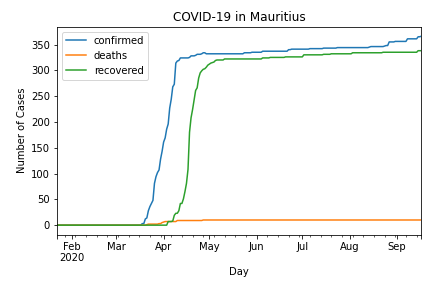 COVID-19 in Mauritius
confirmed
deaths
recovered
Number of Cases
350
300
250
200
150
100
50
0
Feb Mar Apr May Jun Jul Aug Sep
2020
Day